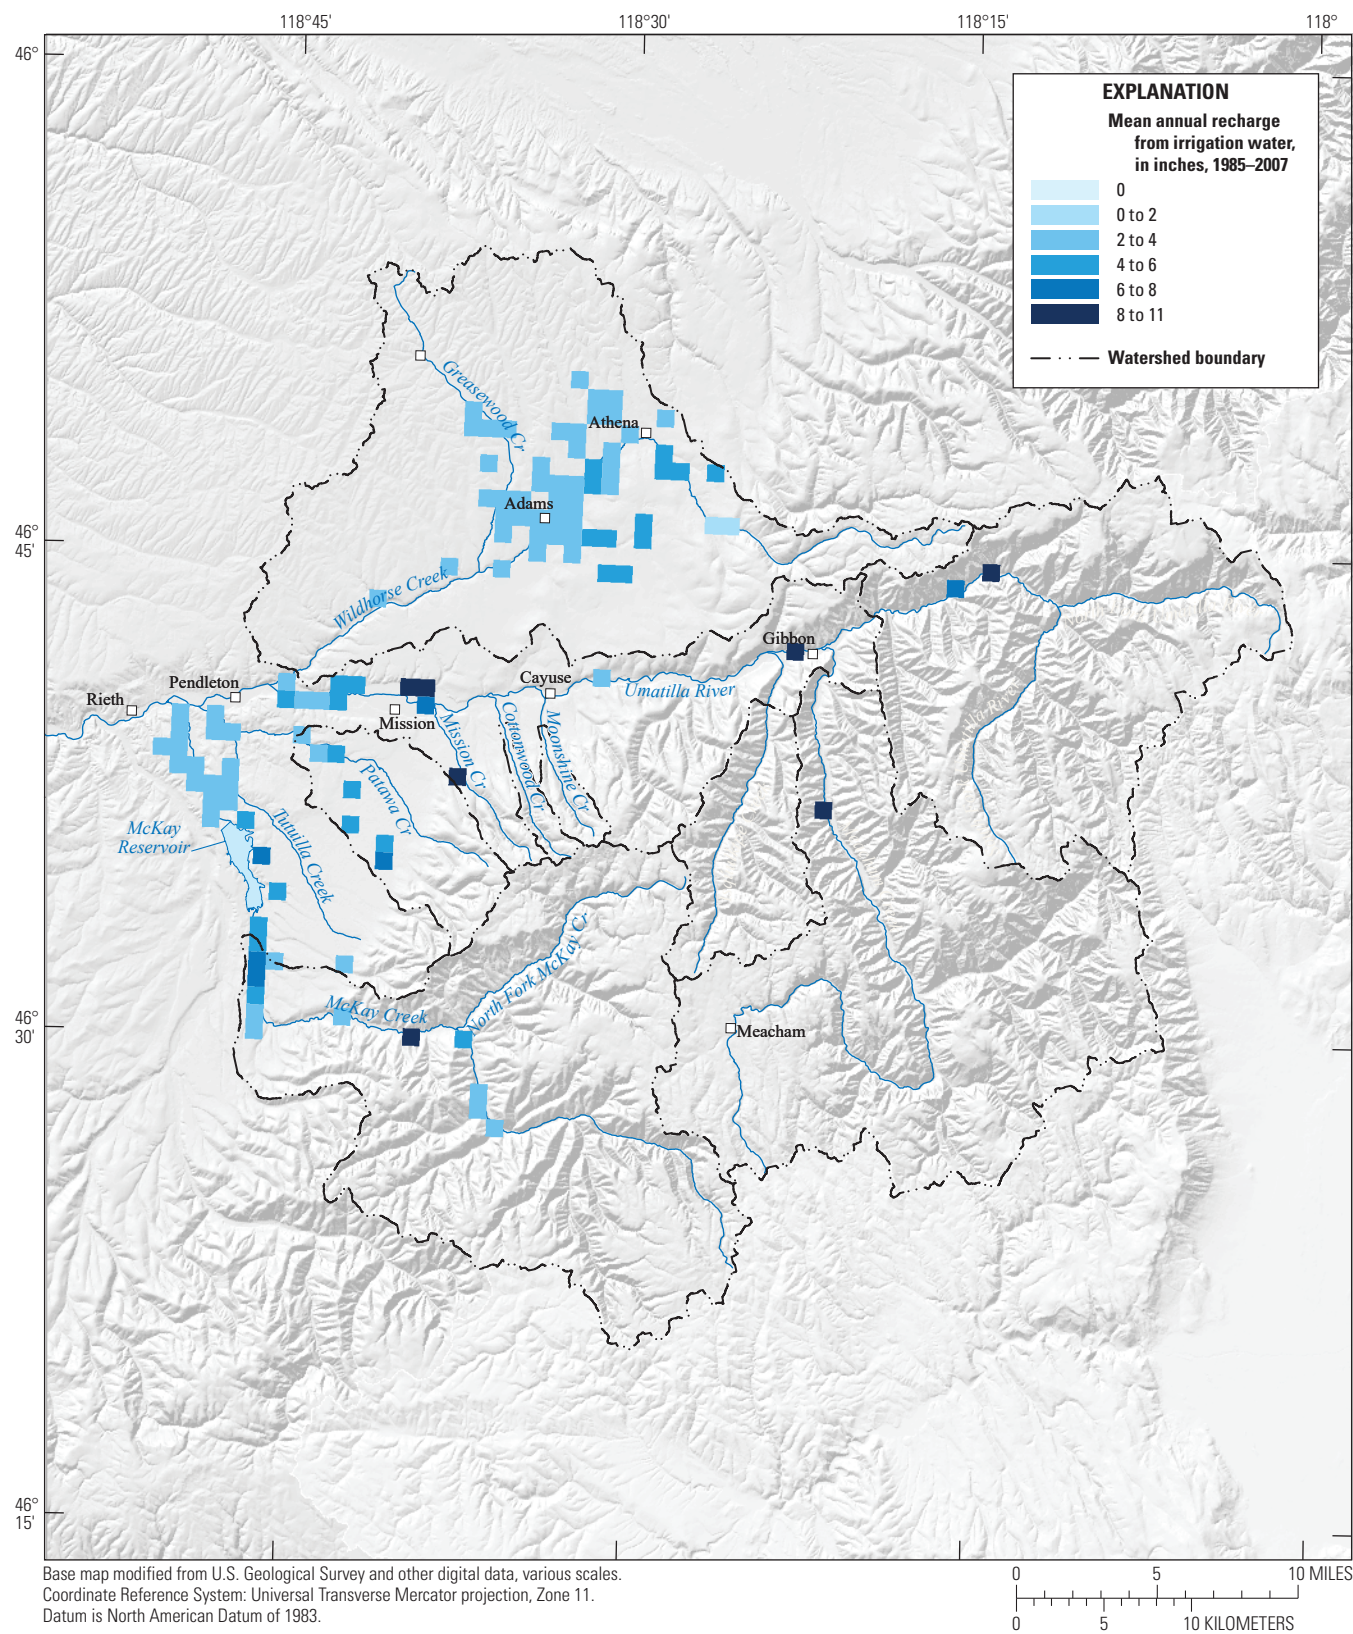 118°45'
118°30'
118°15'
118°
46°
EXPLANATION
Mean annual recharge
from irrigation water,
in inches, 1985–2007
0
0 to 2
2 to 4
4 to 6
6 to 8
8 to 11
Watershed boundary
Greasewood Cr
Athena
Adams
46°
45'
Wildhorse Creek
Gibbon
Pendleton
Cayuse
Rieth
Umatilla River
Mission
Mission Cr
Cottonwood Cr
Moonshine Cr
Patawa Cr
McKay
Reservoir
Tutuilla Creek
North Fork McKay Cr
McKay Creek
46°
30'
Meacham
46°
15'
Base map modified from U.S. Geological Survey and other digital data, various scales.
Coordinate Reference System: Universal Transverse Mercator projection, Zone 11.
Datum is North American Datum of 1983.
0 5 10 MILES
0 5 10 KILOMETERS